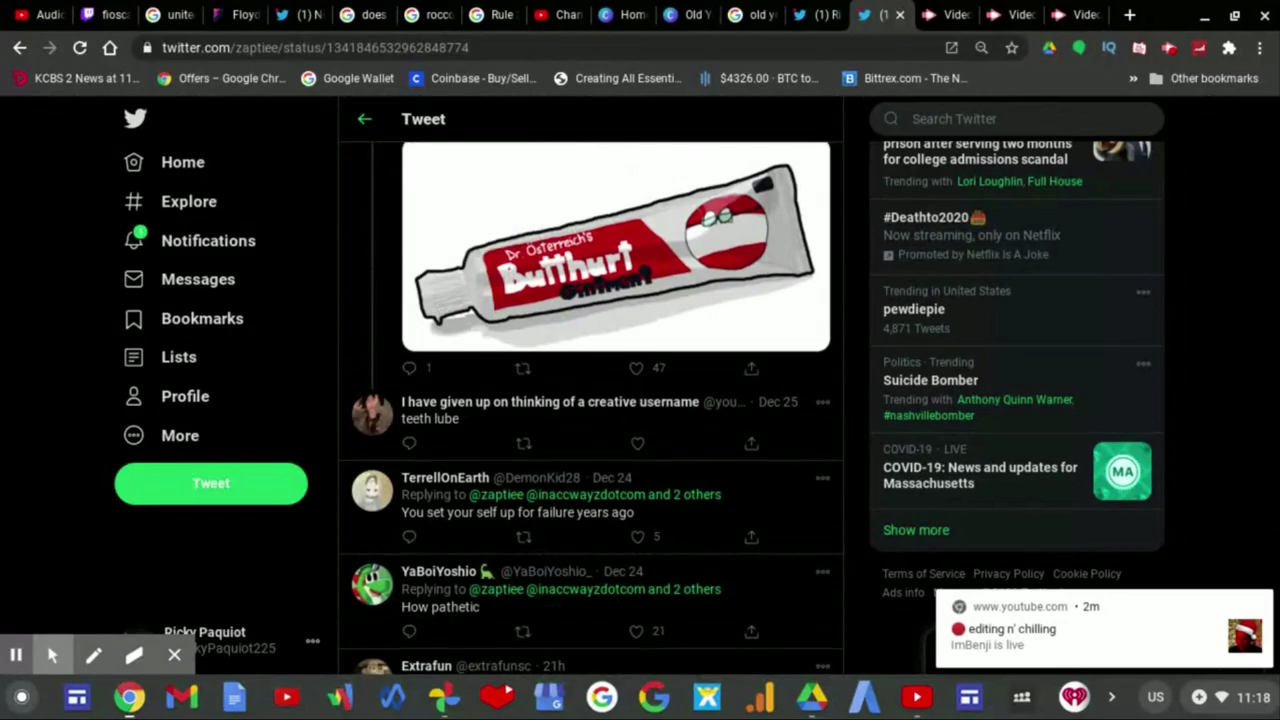 Audio
fiosca
unite
Floyd
(1) N
does
rocco
Rule
Chan
Hom
Old Y
old y
(1) Ri
(1
Video
Video
Video
twitter.com/zaptiee/status/1341846532962848774
KCBS 2 News at 11...
Offers – Google Chr...
Google Wallet
Coinbase - Buy/Sell...
Creating All Essenti...
$4326.00 · BTC to...
Bittrex.com - The N...
Other bookmarks
Home
Explore
Notifications
Messages
Bookmarks
Lists
Profile
More
Tweet
Ricky Paquiot
kyPaquiot225
Tweet
Dr Österreich's
Butthurt
Ointment
1
47
I have given up on thinking of a creative username @you... · Dec 25
teeth lube
TerrellOnEarth @DemonKid28 · Dec 24
Replying to @zaptiee @inaccwayzdotcom and 2 others
You set your self up for failure years ago
5
YaBoiYoshio @YaBoiYoshio_ · Dec 24
Replying to @zaptiee @inaccwayzdotcom and 2 others
How pathetic
21
Extrafun @extrafunsc · 21h
Search Twitter
prison after serving two months
for college admissions scandal
Trending with Lori Loughlin, Full House
#Deathto2020
Now streaming, only on Netflix
Promoted by Netflix Is A Joke
Trending in United States
pewdiepie
4,871 Tweets
Politics · Trending
Suicide Bomber
Trending with Anthony Quinn Warner,
#nashvillebomber
COVID-19 · LIVE
COVID-19: News and updates for
Massachusetts
MA
Show more
Terms of Service Privacy Policy Cookie Policy
Ads info
www.youtube.com • 2m
editing n' chilling
ImBenji is live
US
11:18